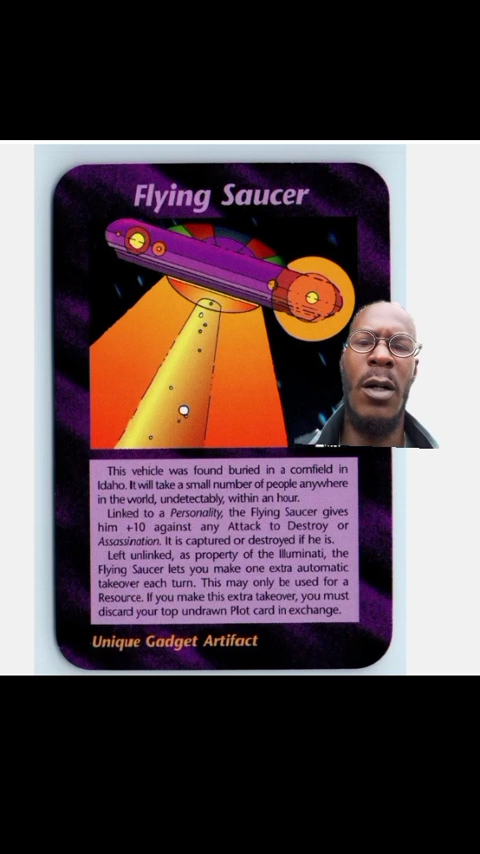 Flying Saucer
This vehicle was found buried in a cornfield in
Idaho. It will take a small number of people anywhere
in the world, undetectably, within an hour.
Linked to a Personality, the Flying Saucer gives
him +10 against any Attack to Destroy or
Assassination. It is captured or destroyed if he is.
Left unlinked, as property of the Illuminati, the
Flying Saucer lets you make one extra automatic
takeover each turn. This may only be used for a
Resource. If you make this extra takeover, you must
discard your top undrawn Plot card in exchange.
Unique Gadget Artifact